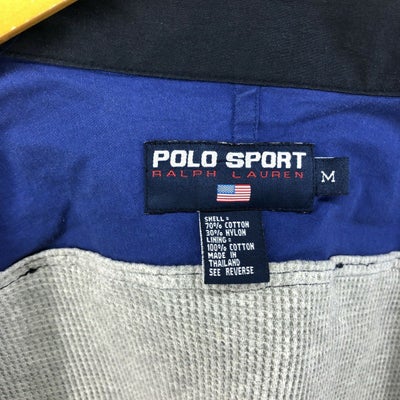 POLO SPORT
RALPH LAUREN
M
SHELL:
70% COTTON
30% NYLON
LINING:
100% COTTON
MADE IN
THAILAND
SEE REVERSE